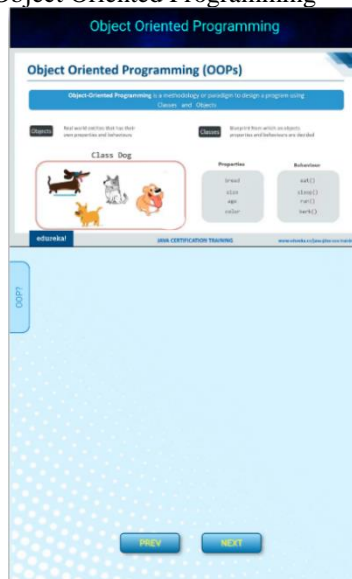 Object Oriented Programming
Object Oriented Programming
Object Oriented Programming (OOPs)
Object-Oriented Programming is a methodology or paradigm to design a program using
Classes and Objects
Objects
Real world entities that has their
own properties and behaviours
Classes
Blueprint from which an objects
properties and behaviours are decided
Class Dog
Properties
Behaviour
breed
size
age
color
eat()
sleep()
run()
bark()
edureka!
JAVA CERTIFICATION TRAINING
OOP?
PREV
NEXT